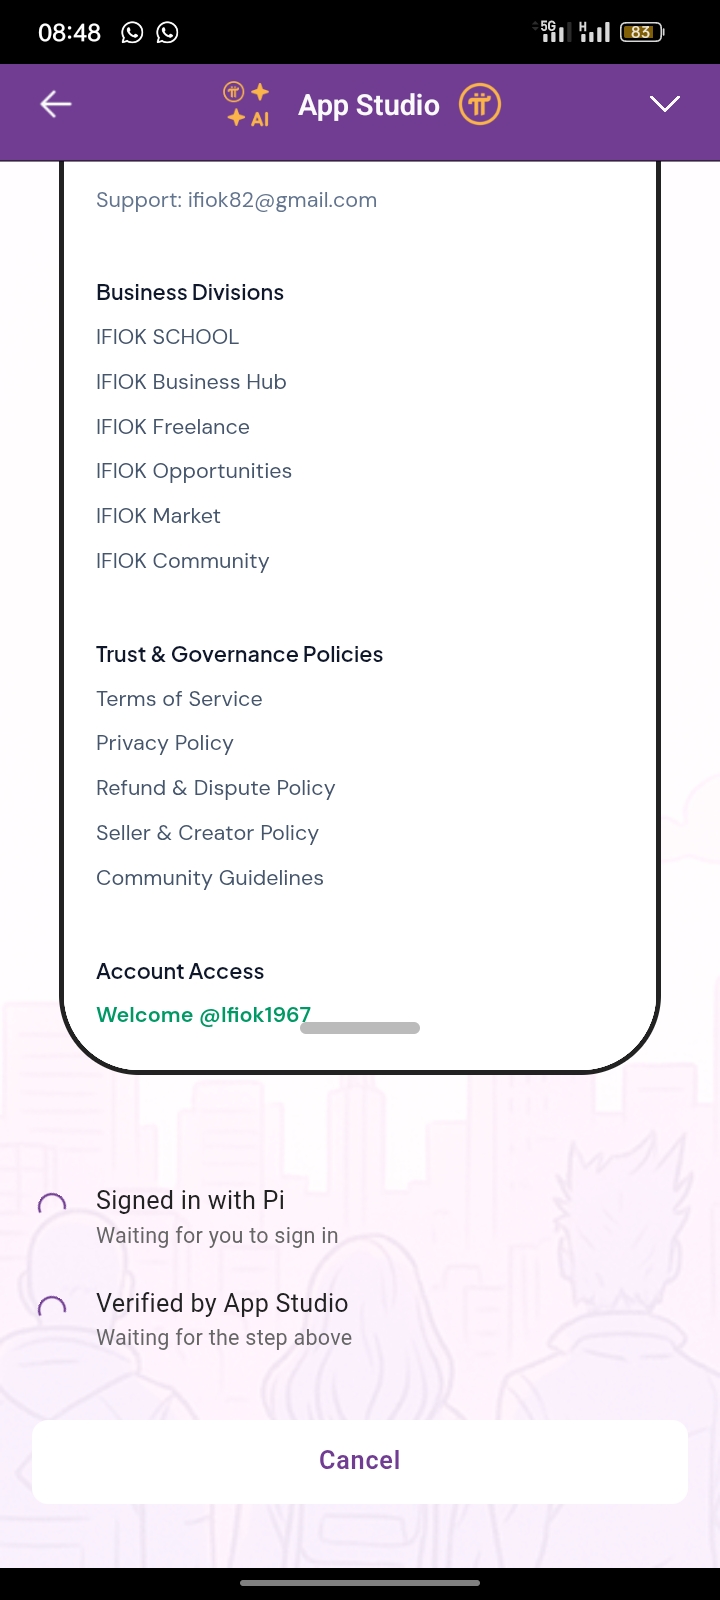 08:48
5G
H
83
AI
App Studio
Support: ifiok82@gmail.com
Business Divisions
IFIOK SCHOOL
IFIOK Business Hub
IFIOK Freelance
IFIOK Opportunities
IFIOK Market
IFIOK Community
Trust & Governance Policies
Terms of Service
Privacy Policy
Refund & Dispute Policy
Seller & Creator Policy
Community Guidelines
Account Access
Welcome @Ifiok1967
Signed in with Pi
Waiting for you to sign in
Verified by App Studio
Waiting for the step above
Cancel